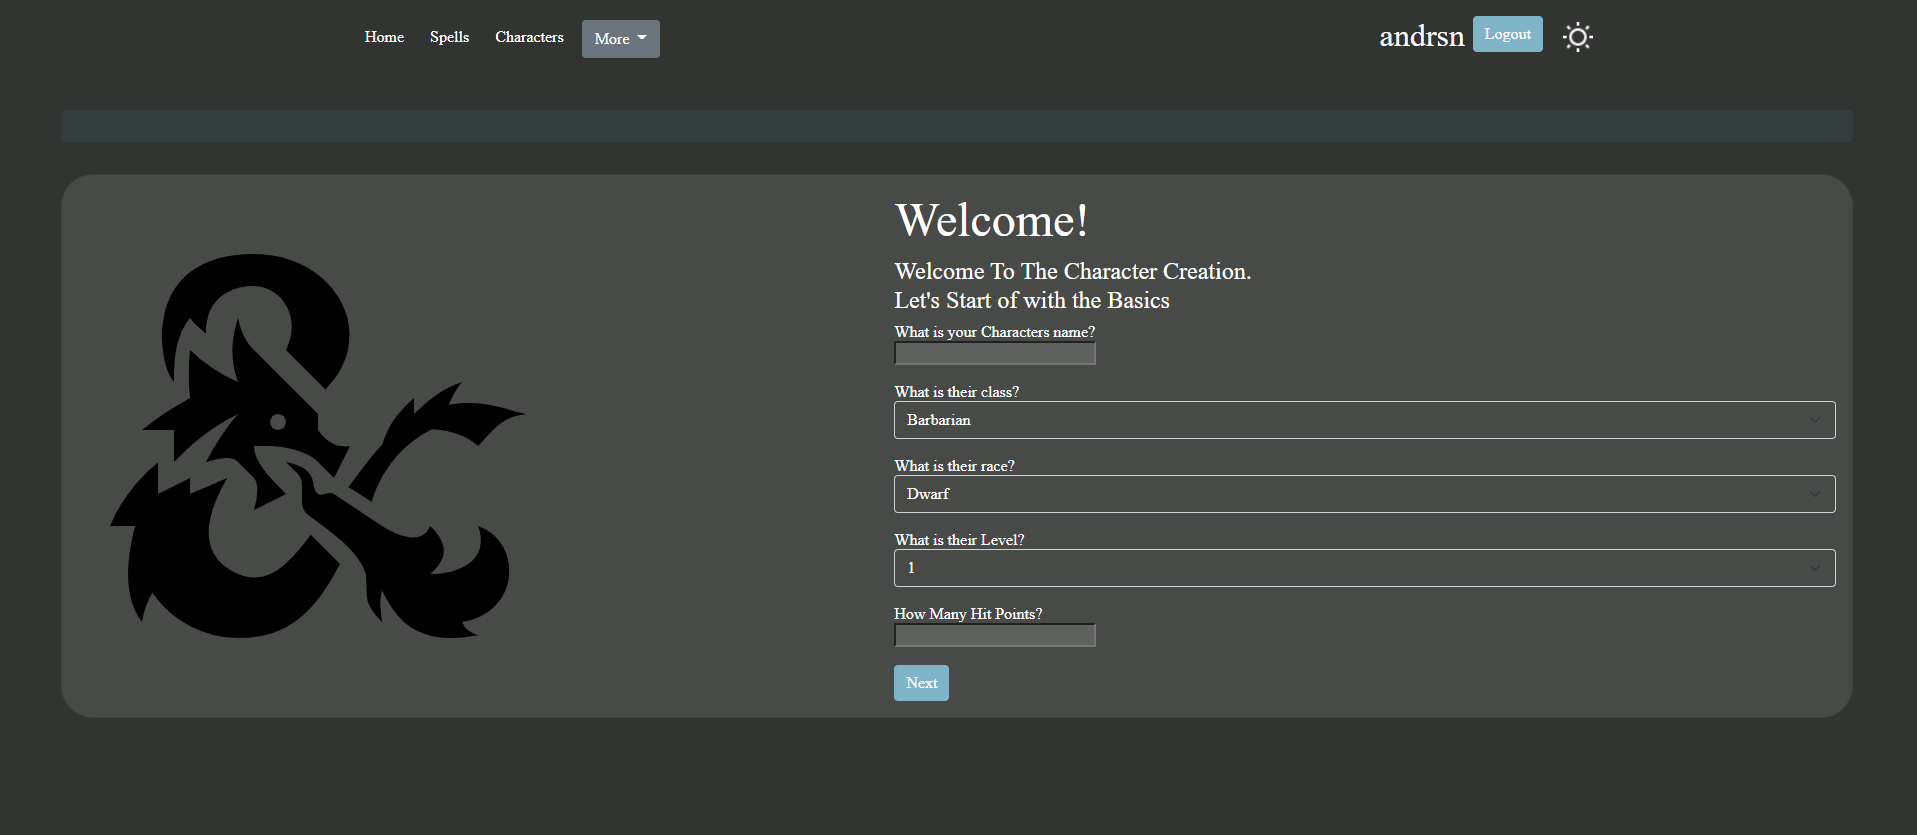 Home Spells Characters More andrsn Logout
Welcome!
Welcome To The Character Creation.
Let's Start of with the Basics
What is your Characters name?
What is their class?
Barbarian
What is their race?
Dwarf
What is their Level?
1
How Many Hit Points?
Next